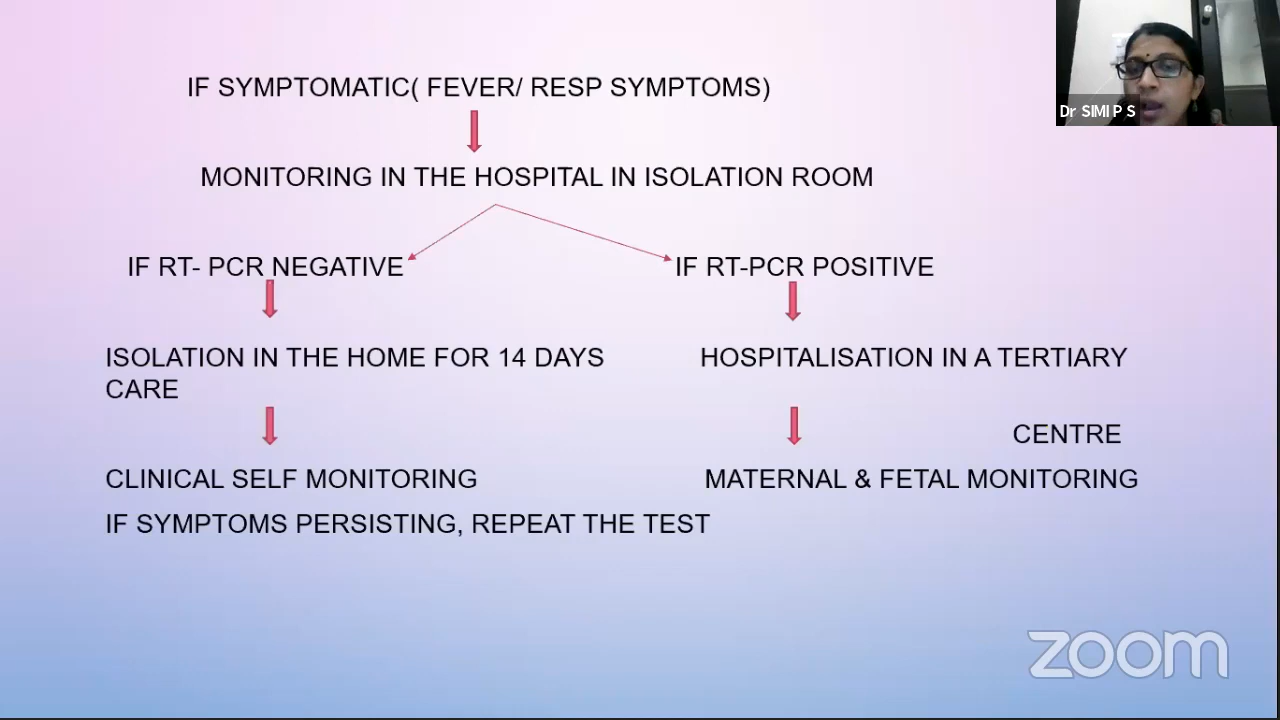 IF SYMPTOMATIC( FEVER/ RESP SYMPTOMS)
Dr SIMI P S
MONITORING IN THE HOSPITAL IN ISOLATION ROOM
IF RT- PCR NEGATIVE
IF RT-PCR POSITIVE
ISOLATION IN THE HOME FOR 14 DAYS
HOSPITALISATION IN A TERTIARY
CARE
CENTRE
CLINICAL SELF MONITORING
MATERNAL & FETAL MONITORING
IF SYMPTOMS PERSISTING, REPEAT THE TEST
zoom